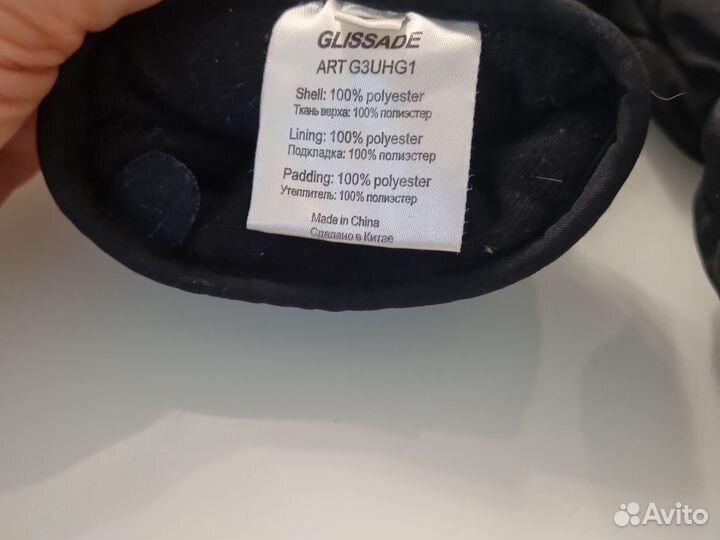 GLISSADE
ART G3UHG1
Shell: 100% polyester
Ткань верха: 100% полиэстер
Lining: 100% polyester
Подкладка: 100% полиэстер
Padding: 100% polyester
Утеплитель: 100% полиэстер
Made in China
Сделано в Китае
Avito